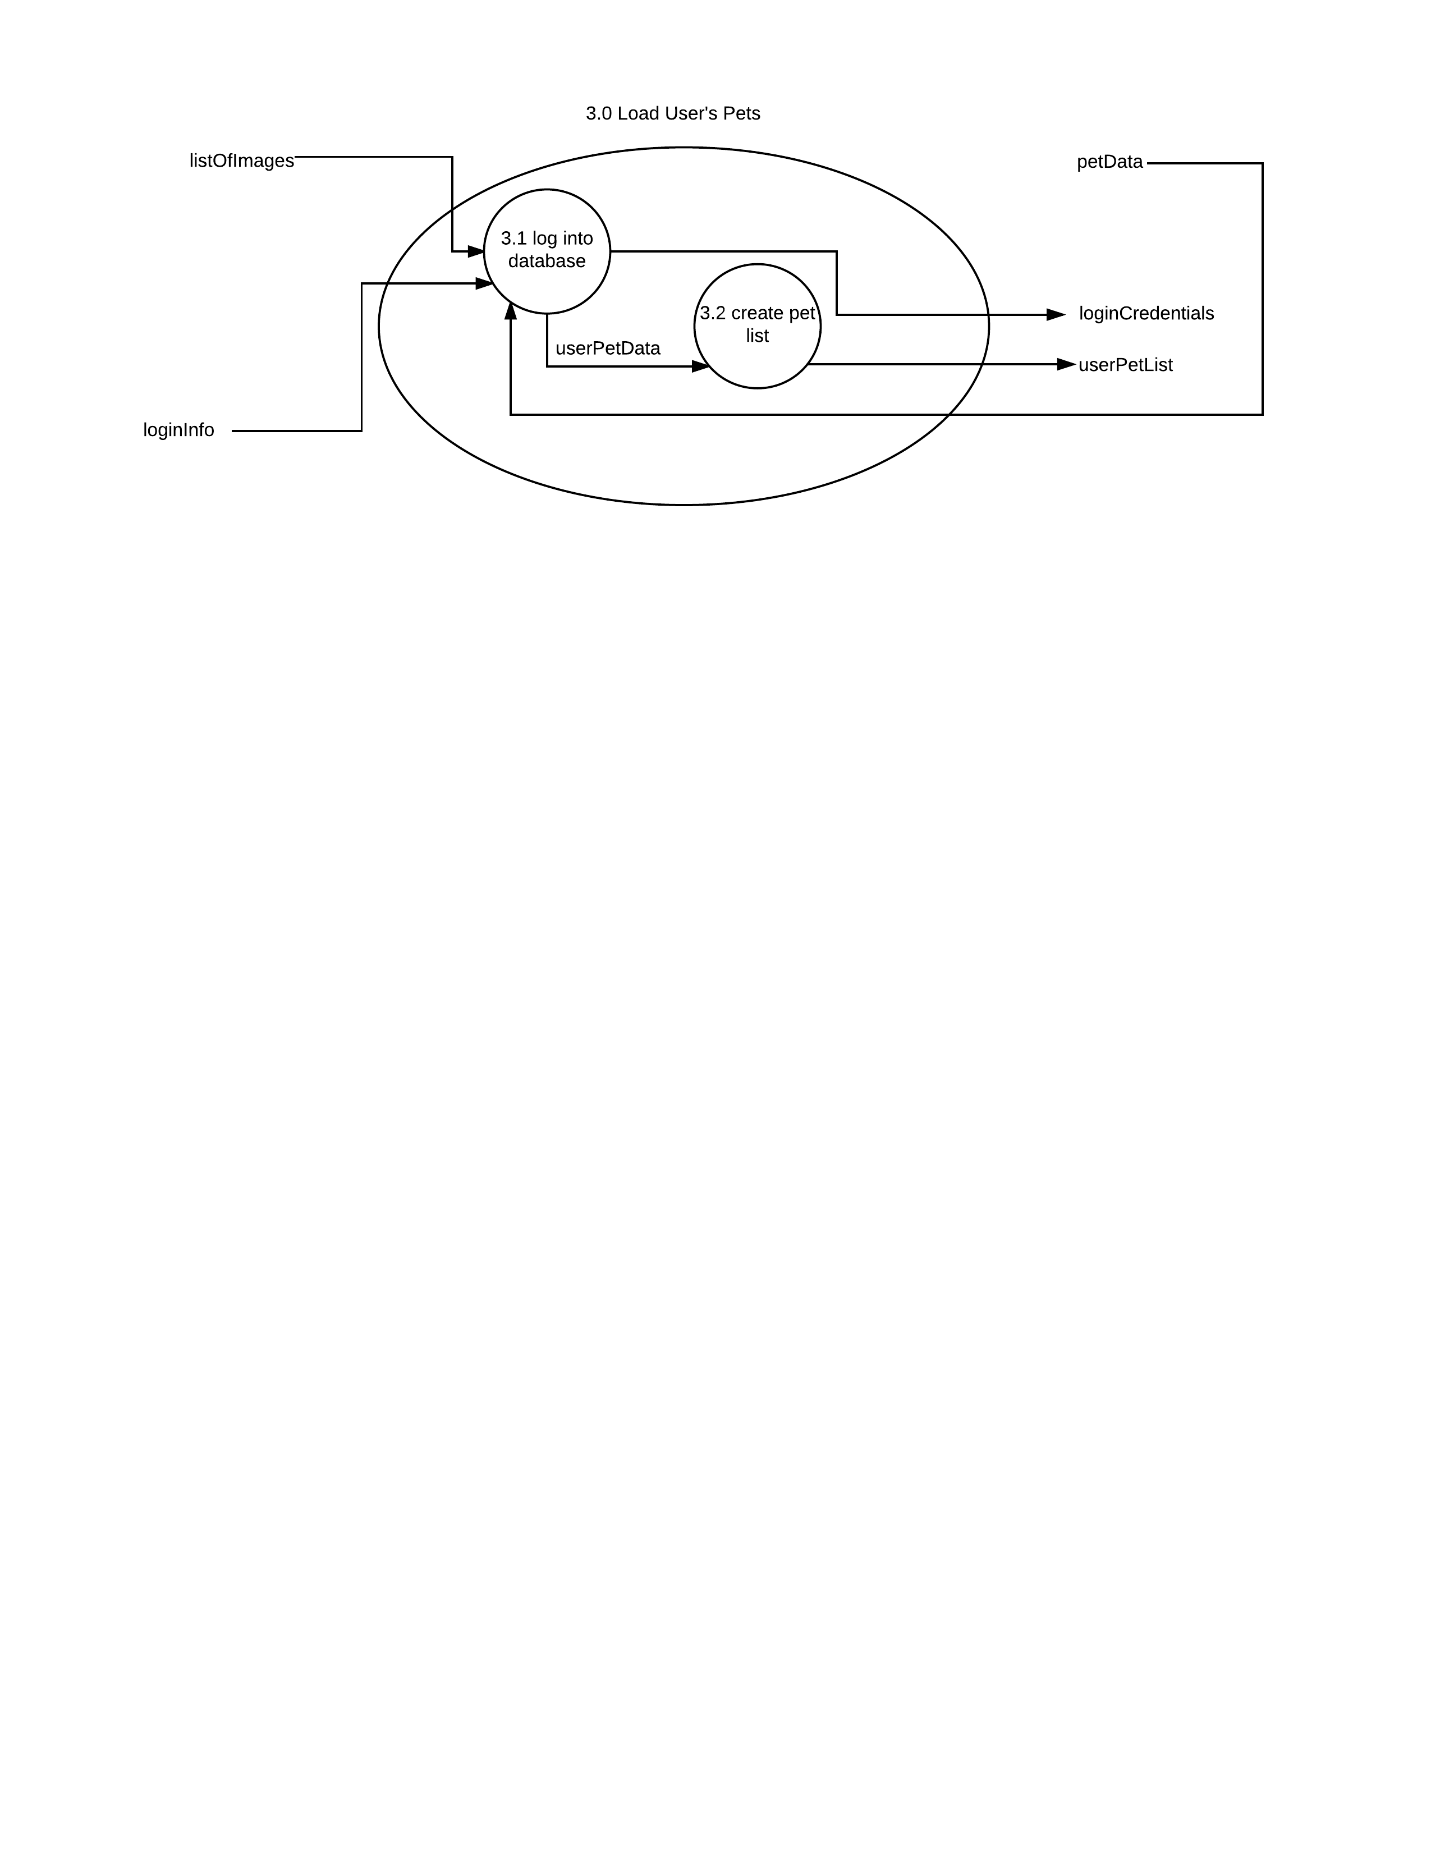 3.0 Load User's Pets
listOfImages
petData
3.1 log into
database
3.2 create pet
list
loginCredentials
userPetData
userPetList
loginInfo